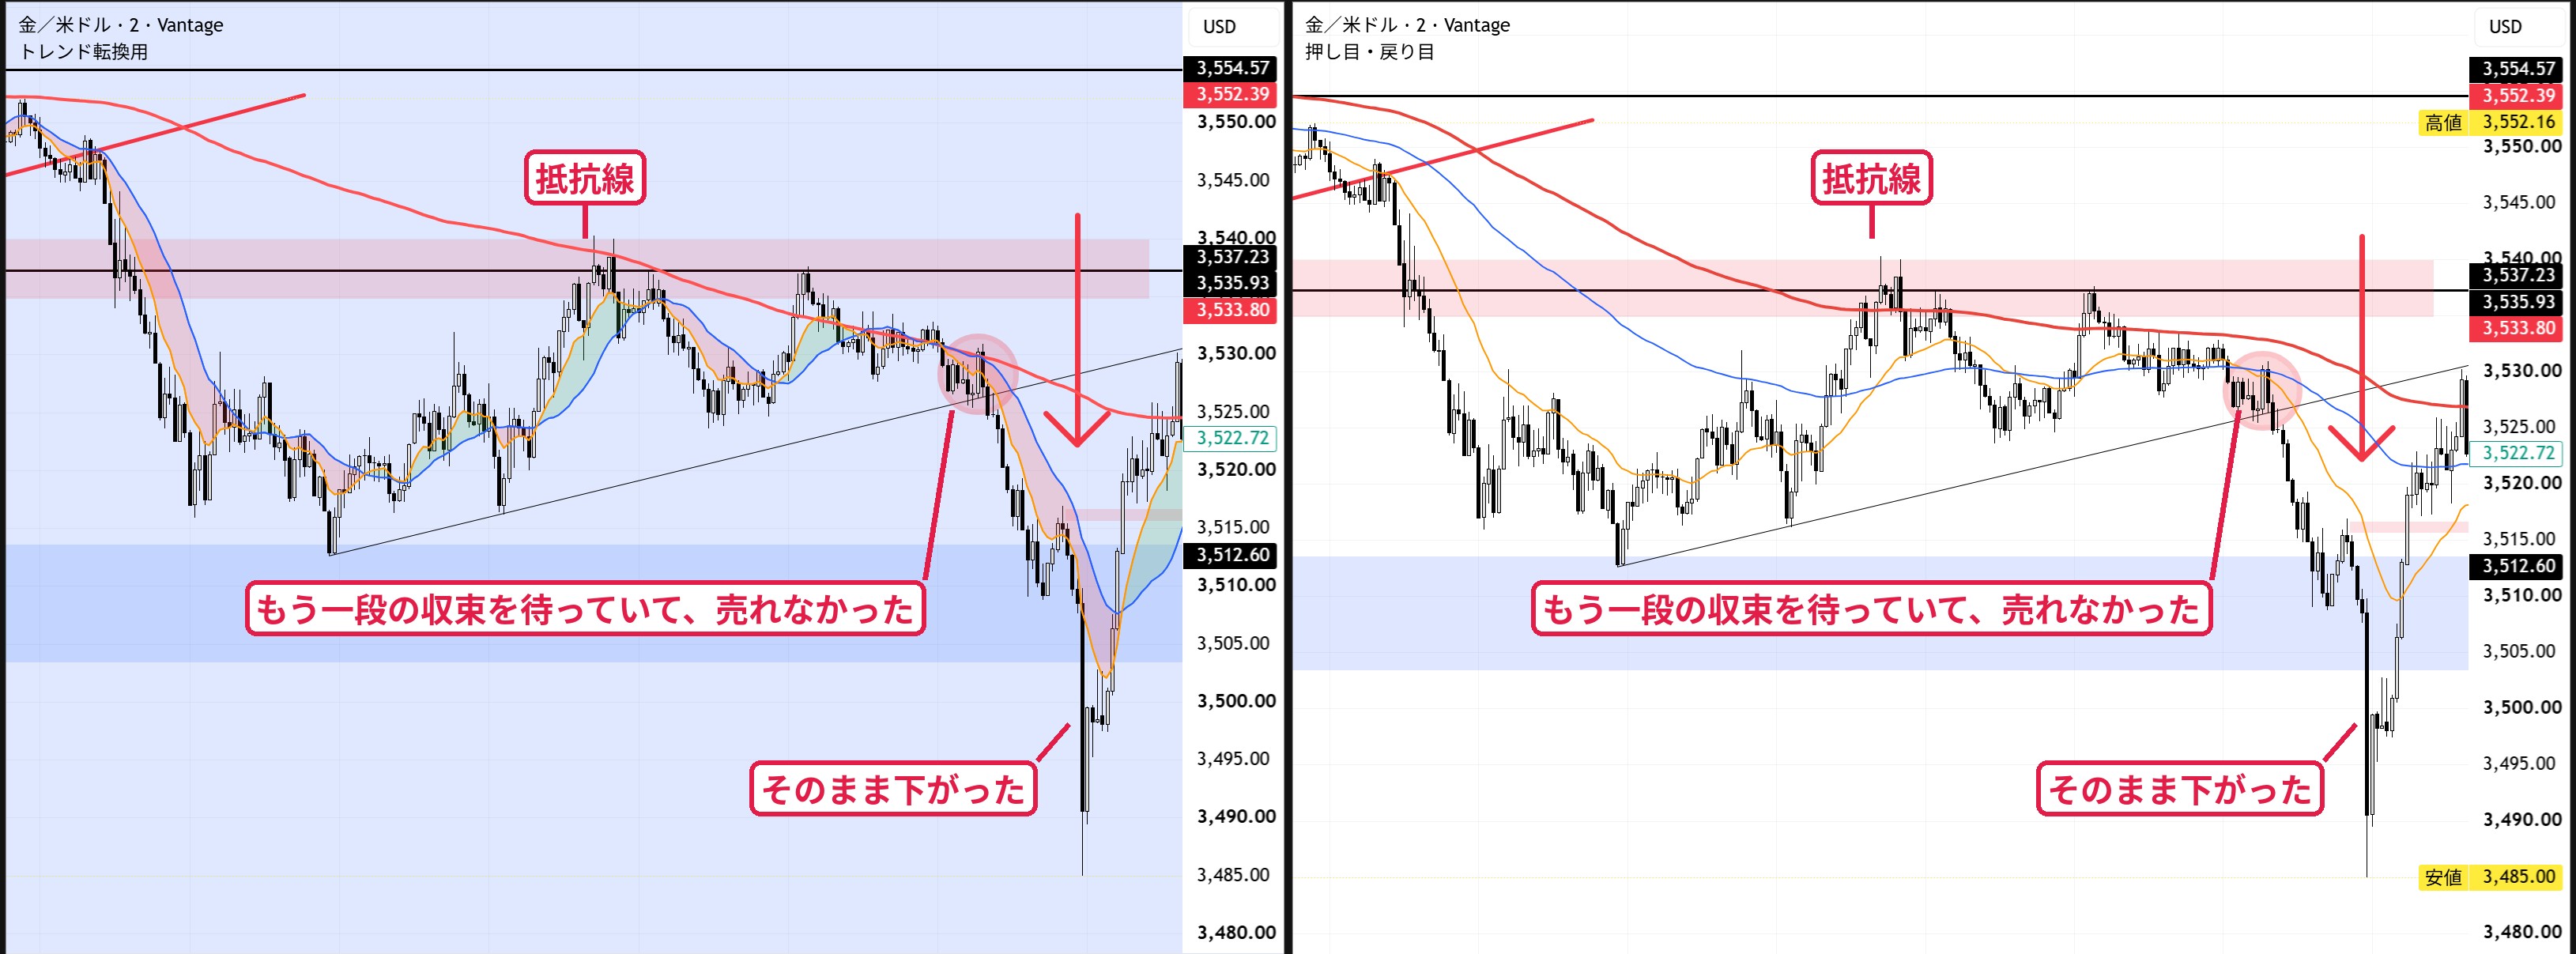 金／米ドル・2・Vantage
トレンド転換用
USD
3,554.57
3,552.39
3,550.00
3,545.00
3,540.00
3,537.23
3,535.93
3,533.80
3,530.00
3,525.00
3,522.72
3,520.00
3,515.00
3,512.60
3,510.00
3,505.00
3,500.00
3,495.00
3,490.00
3,485.00
3,480.00
抵抗線
もう一段の収束を待っていて、売れなかった
そのまま下がった
金／米ドル・2・Vantage
押し目・戻り目
USD
3,554.57
3,552.39
高値 3,552.16
3,550.00
3,545.00
3,540.00
3,537.23
3,535.93
3,533.80
3,530.00
3,525.00
3,522.72
3,520.00
3,515.00
3,512.60
3,510.00
3,505.00
3,500.00
3,495.00
3,490.00
安値 3,485.00
3,480.00
抵抗線
もう一段の収束を待っていて、売れなかった
そのまま下がった